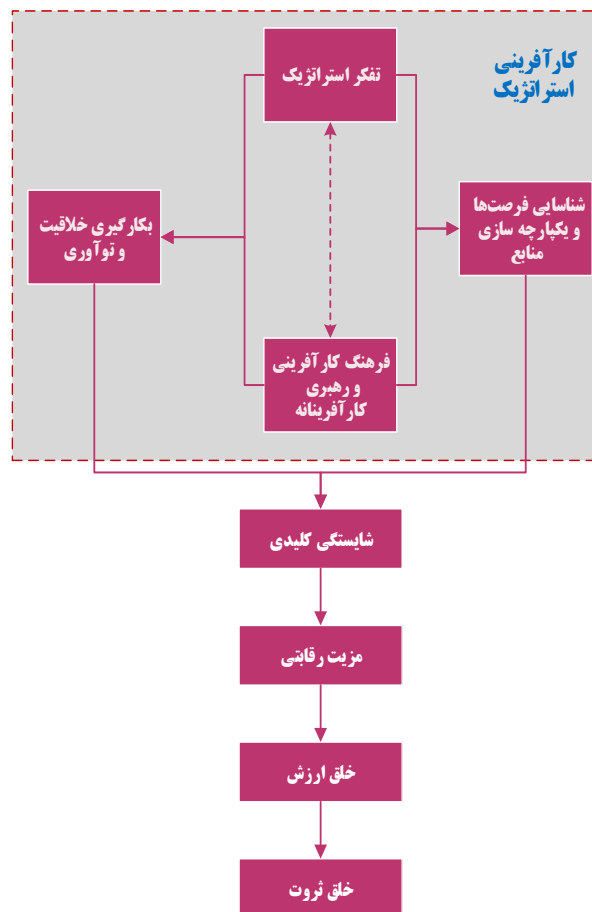 کارآفرینی
استراتژیک
تفکر استراتژیک
شناسایی فرصت‌ها
و یکپارچه سازی
منابع
بکارگیری خلاقیت
و توآوری
فرهنگ کارآفرینی
و رهبری
کارآفرینانه
شایستگی کلیدی
مزیت رقابتی
خلق ارزش
خلق ثروت